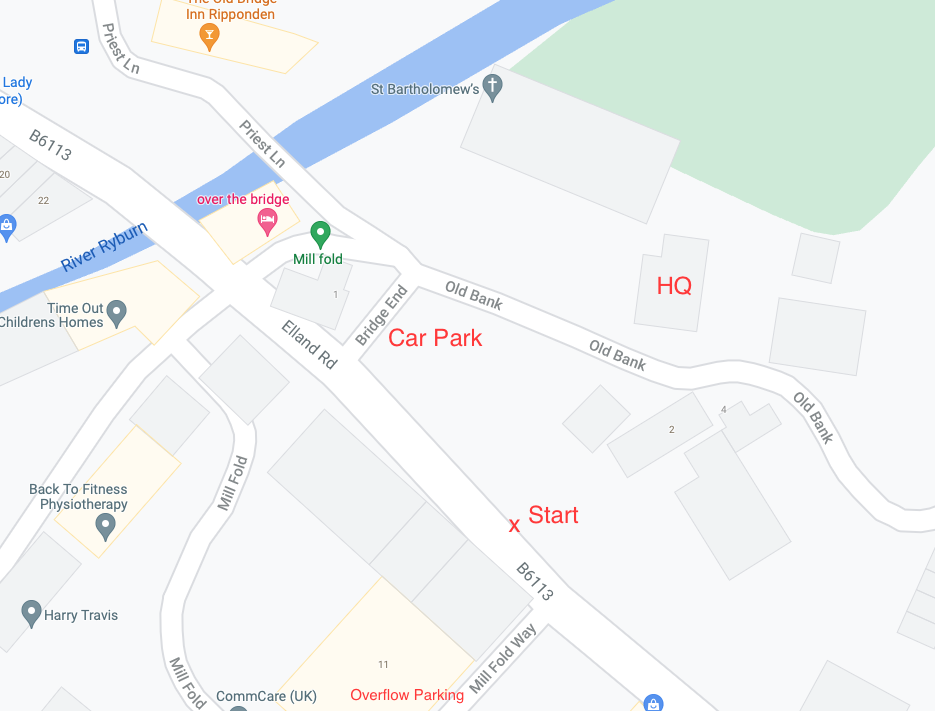 The Old Bridge
Inn Ripponden
Priest Ln
Lady
ore)
St Bartholomew's
B6113
Priest Ln
20
22
over the bridge
River Ryburn
Mill fold
HQ
1
Old Bank
Bridge End
Time Out
Childrens Homes
Elland Rd
Car Park
Old Bank
Old Bank
4
2
Mill Fold
Back To Fitness
Physiotherapy
x Start
B6113
Harry Travis
Mill Fold Way
11
Mill Fold
CommCare (UK)
Overflow Parking